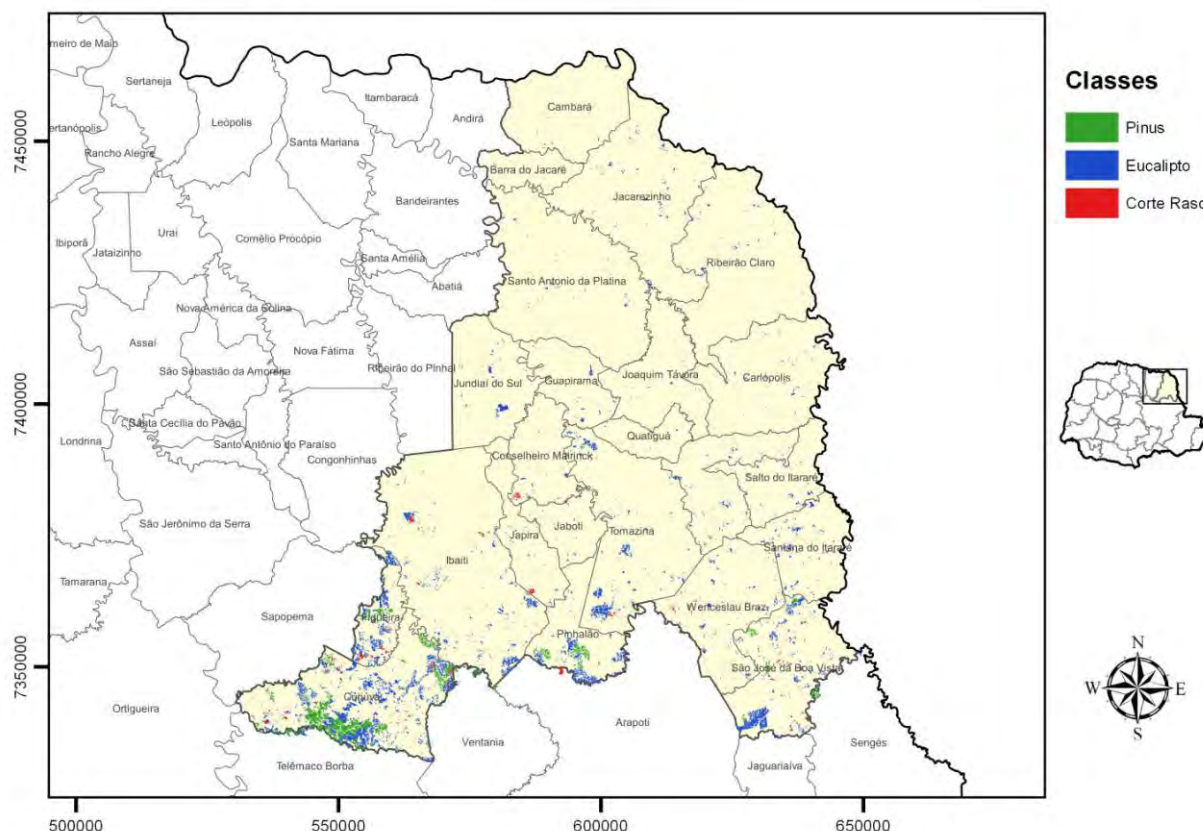 meiro de Maio
Sertaneja
Leópolis
Itambaracá
Andirá
Cambará
ertanópolis
Rancho Alegre
Santa Mariana
Barra do Jacaré
Jacarezinho
Bandeirantes
Ibiporã
Jataizinho
Uraí
Cornélio Procópio
Santa Amélia
Abatiá
Ribeirão Claro
Santo Antonio da Platina
Nova América da Colina
Assaí
Nova Fátima
São Sebastião da Amoreira
Ribeirão do Pinhal
Jundiaí do Sul
Guapirama
Joaquim Távora
Carlópolis
Santa Cecília do Pavão
Santo Antônio do Paraíso
Londrina
Congonhinhas
Quatiguá
Conselheiro Mairinck
Salto do Itararé
São Jerônimo da Serra
Jaboti
Japira
Tomazina
Ibaiti
Santana do Itararé
Tamarana
Sapopema
Figueira
Wenceslau Braz
Pinhalão
São José da Boa Vista
Curiúva
Ortigueira
Arapoti
Ventania
Sengés
Telêmaco Borba
Jaguariaíva
7450000
7400000
7350000
500000
550000
600000
650000
Classes
Pinus
Eucalipto
Corte Raso
N
W
E
S